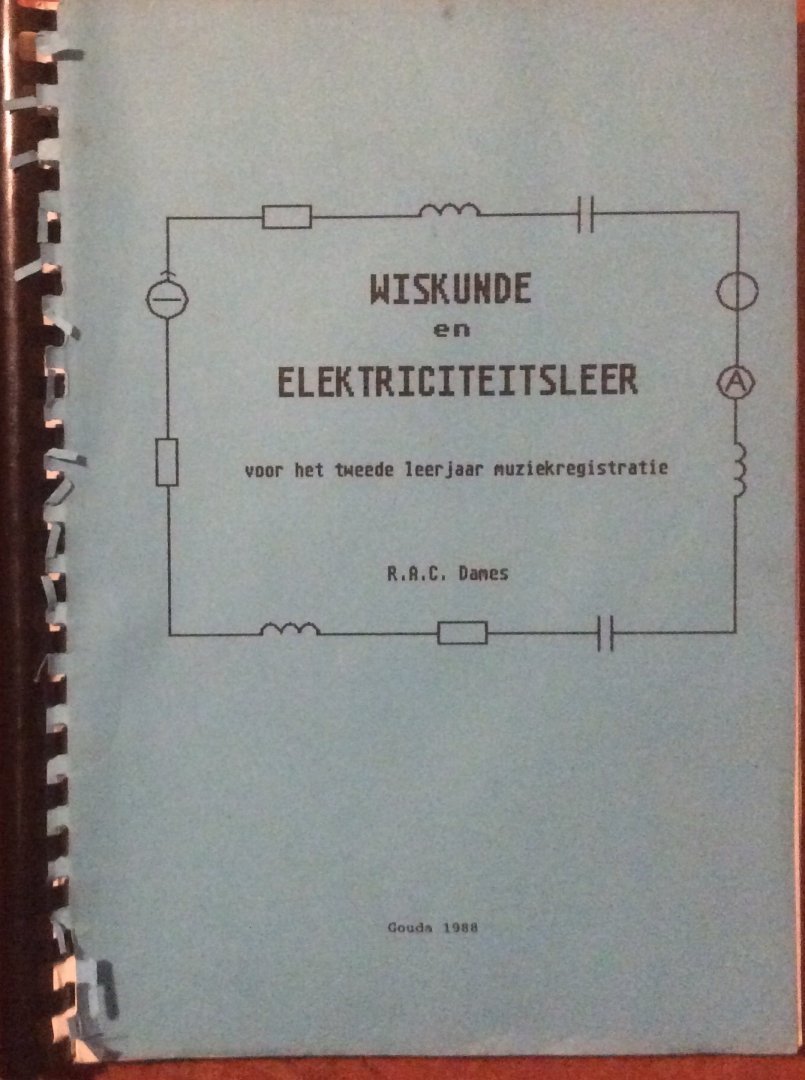 WISKUNDE
en
ELEKTRICITEITSLEER
A
voor het tweede leerjaar muziekregistratie
R.A.C. Dames
Gouda 1988